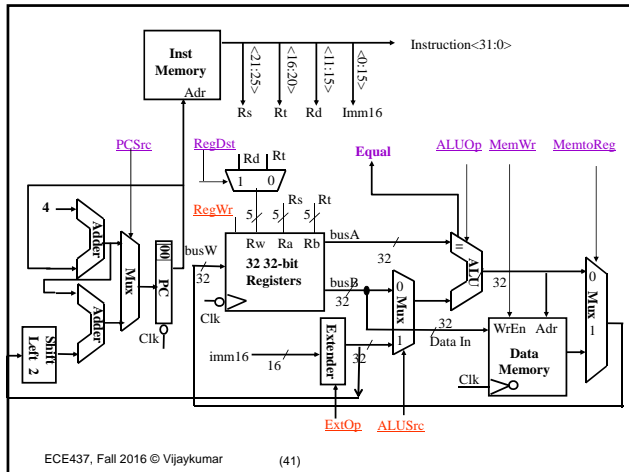 Inst
Memory
Adr
Instruction<31:0>
<21:25>
<16:20>
<11:15>
<0:15>
Rs
Rt
Rd
Imm16
PCSrc
RegDst
Equal
ALUOp
MemWr
MemtoReg
Rd
Rt
1
0
4
Adder
RegWr
5
5
Rs
5
Rt
busW
32
Rw
Ra
Rb
32 32-bit
Registers
Clk
busA
32
busB
32
=
ALU
32
Mux
00
PC
Clk
Adder
Shift
Left 2
imm16
16
Extender
32
0
Mux
1
32
Data In
WrEn
Adr
Data
Memory
Clk
0
Mux
1
ExtOp
ALUSrc
ECE437, Fall 2016 © Vijaykumar
(41)